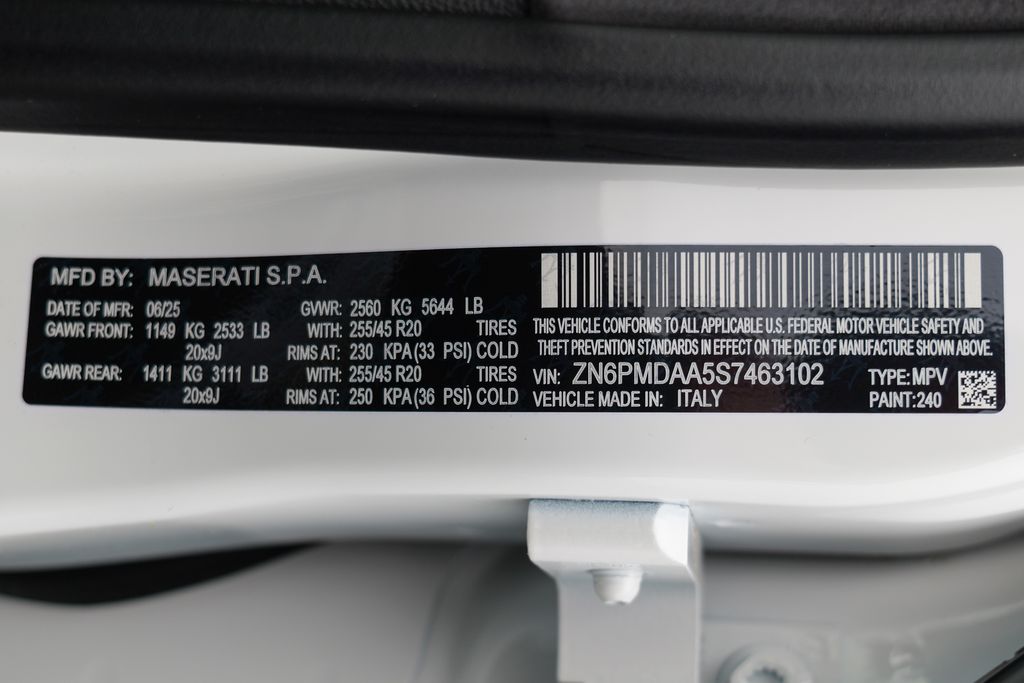 MFD BY: MASERATI S.P.A.
DATE OF MFR: 06/25 GVWR: 2560 KG 5644 LB
GAWR FRONT: 1149 KG 2533 LB WITH: 255/45 R20 TIRES
20x9J RIMS AT: 230 KPA(33 PSI) COLD
GAWR REAR: 1411 KG 3111 LB WITH: 255/45 R20 TIRES
20x9J RIMS AT: 250 KPA(36 PSI) COLD
THIS VEHICLE CONFORMS TO ALL APPLICABLE U.S. FEDERAL MOTOR VEHICLE SAFETY AND
THEFT PREVENTION STANDARDS IN EFFECT ON THE DATE OF MANUFACTURE SHOWN ABOVE.
VIN: ZN6PMDAA5S7463102 TYPE: MPV
VEHICLE MADE IN: ITALY PAINT: 240